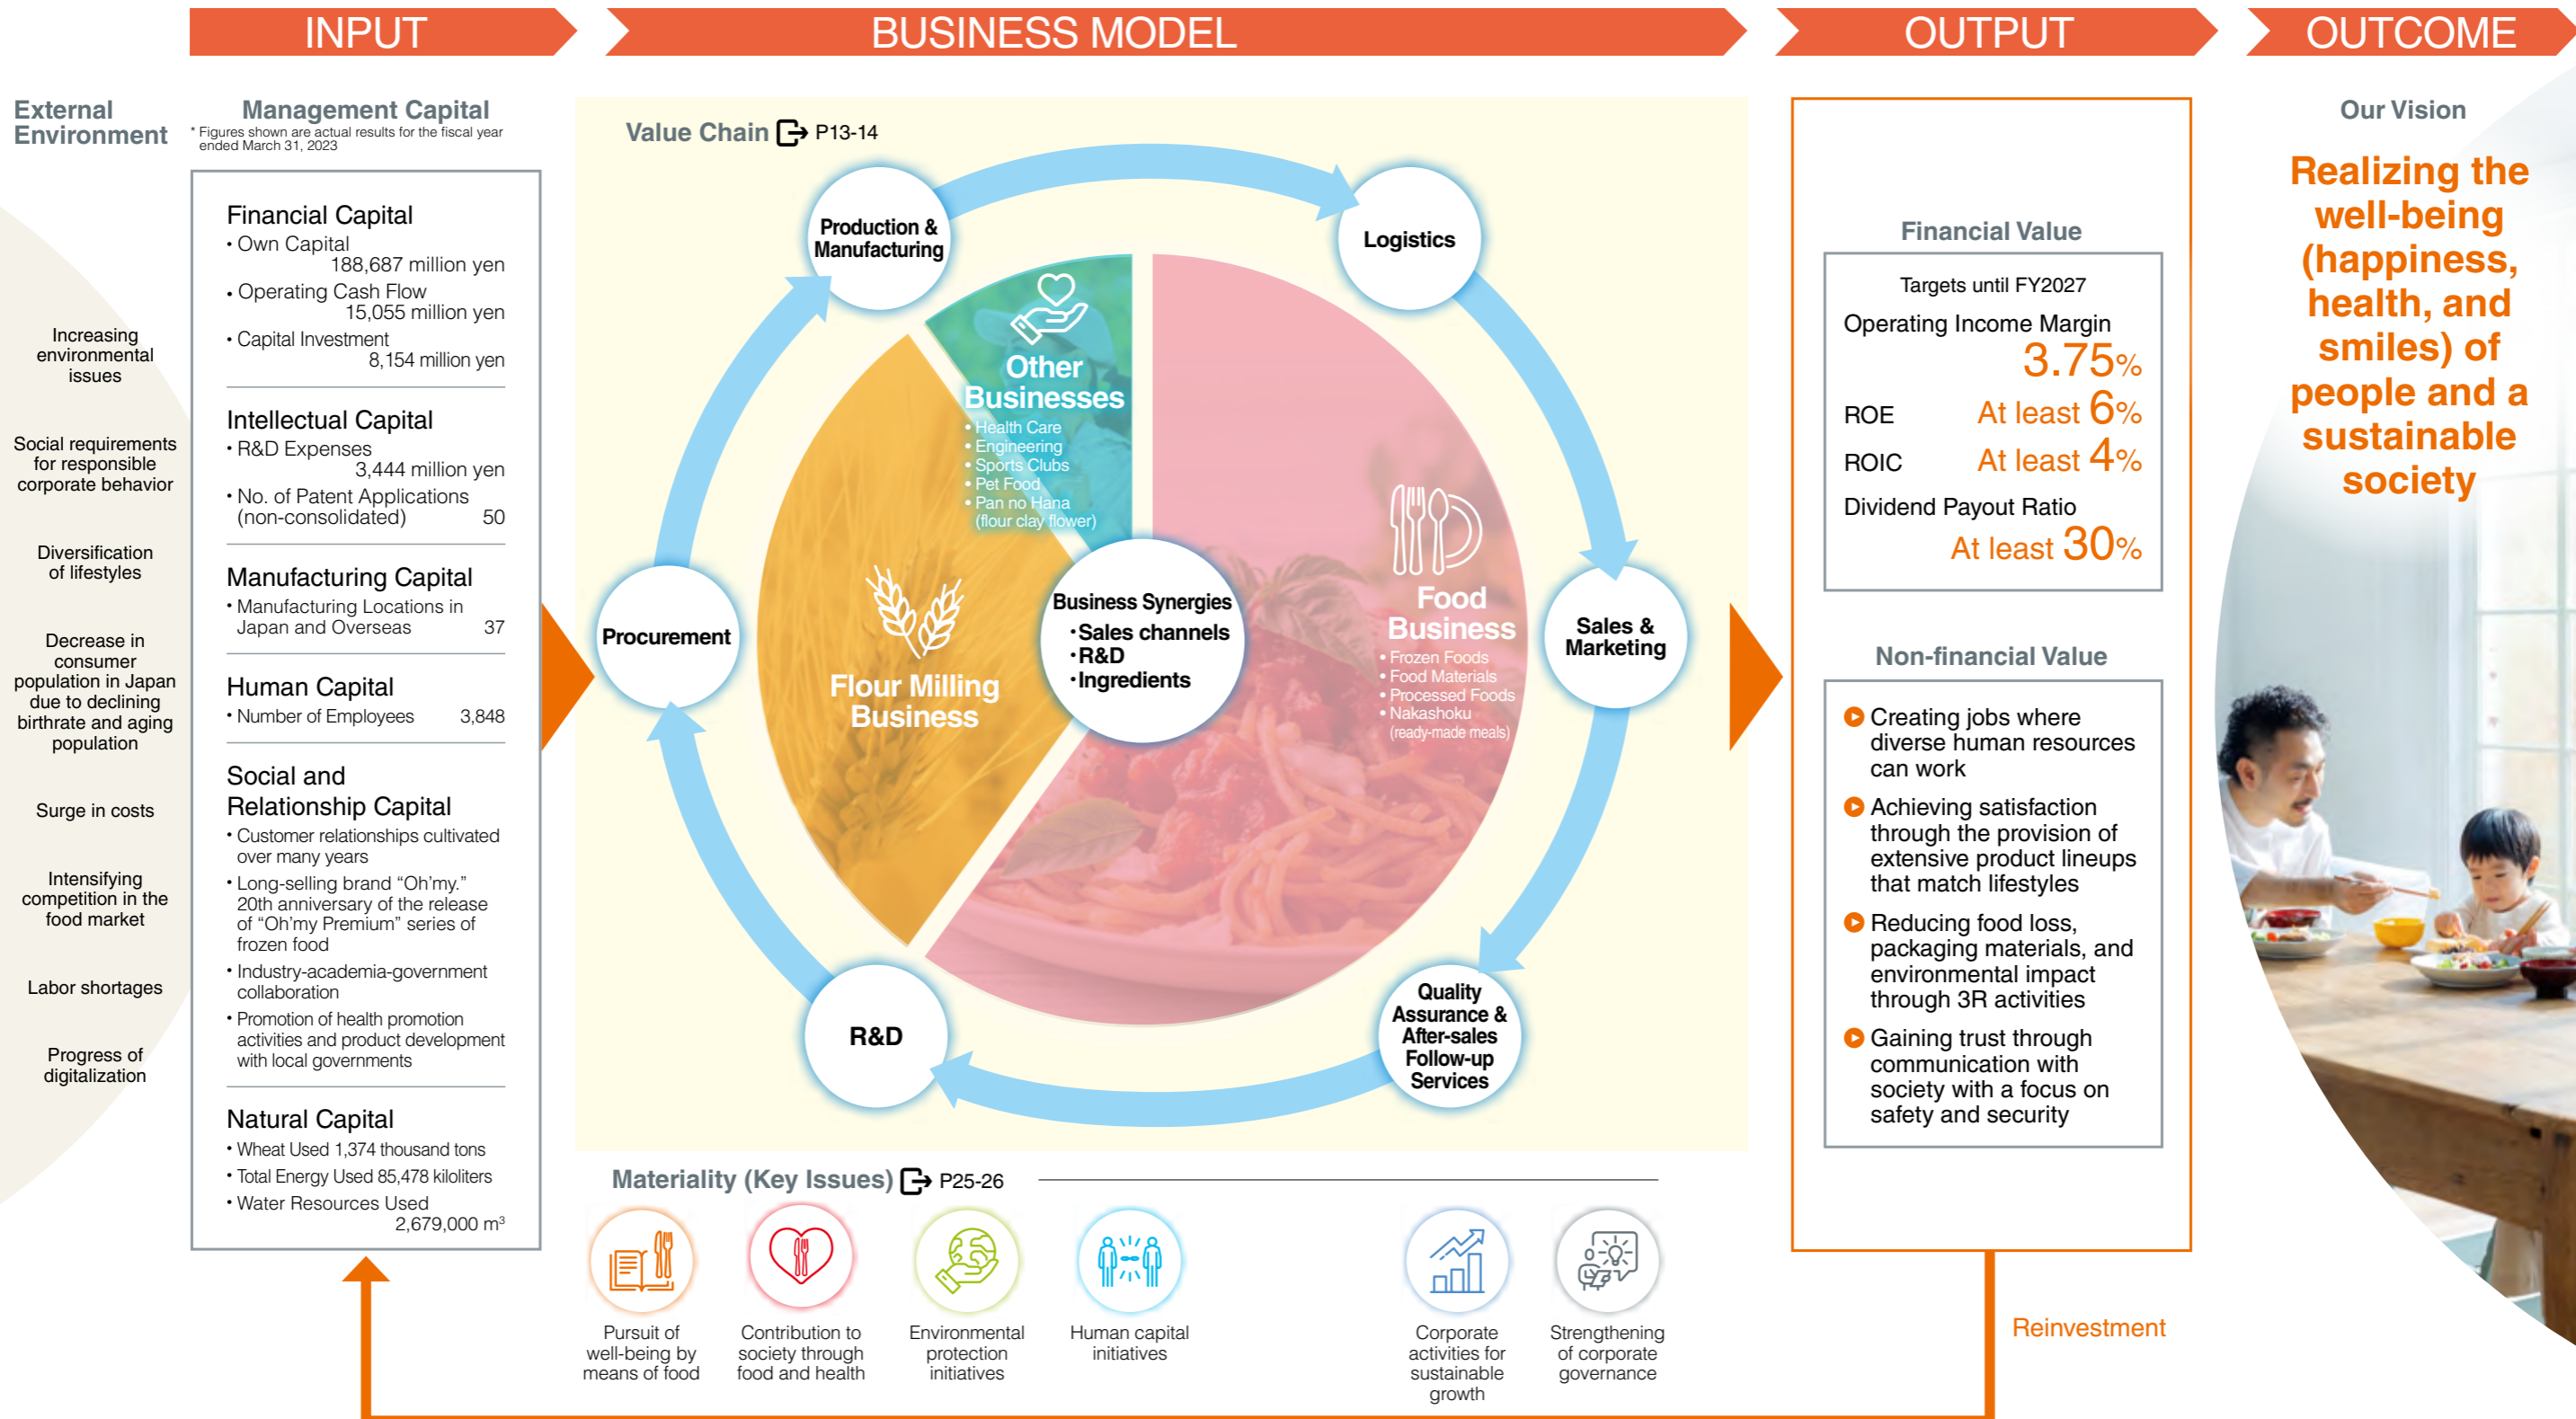 INPUT
BUSINESS MODEL
OUTPUT
OUTCOME
External
Environment
Increasing
environmental
issues
Social requirements
for responsible
corporate behavior
Diversification
of lifestyles
Decrease in
consumer
population in Japan
due to declining
birthrate and aging
population
Surge in costs
Intensifying
competition in the
food market
Labor shortages
Progress of
digitalization
Management Capital
* Figures shown are actual results for the fiscal year
ended March 31, 2023
Financial Capital
• Own Capital
188,687 million yen
• Operating Cash Flow
15,055 million yen
• Capital Investment
8,154 million yen
Intellectual Capital
• R&D Expenses
3,444 million yen
• No. of Patent Applications
(non-consolidated) 50
Manufacturing Capital
• Manufacturing Locations in
Japan and Overseas 37
Human Capital
• Number of Employees 3,848
Social and
Relationship Capital
• Customer relationships cultivated
over many years
• Long-selling brand “Oh’my.”
20th anniversary of the release
of “Oh’my Premium” series of
frozen food
• Industry-academia-government
collaboration
• Promotion of health promotion
activities and product development
with local governments
Natural Capital
• Wheat Used 1,374 thousand tons
• Total Energy Used 85,478 kiloliters
• Water Resources Used
2,679,000 m³
Value Chain P13-14
Production &
Manufacturing
Logistics
Sales &
Marketing
Quality
Assurance &
After-sales
Follow-up
Services
R&D
Procurement
Other
Businesses
• Health Care
• Engineering
• Sports Clubs
• Pet Food
• Pan no Hana
(flour clay flower)
Flour Milling
Business
Business Synergies
•Sales channels
•R&D
•Ingredients
Food
Business
• Frozen Foods
• Food Materials
• Processed Foods
• Nakashoku
(ready-made meals)
Materiality (Key Issues) P25-26
Pursuit of
well-being by
means of food
Contribution to
society through
food and health
Environmental
protection
initiatives
Human capital
initiatives
Corporate
activities for
sustainable
growth
Strengthening
of corporate
governance
Financial Value
Targets until FY2027
Operating Income Margin
3.75%
ROE At least 6%
ROIC At least 4%
Dividend Payout Ratio
At least 30%
Non-financial Value
Creating jobs where
diverse human resources
can work
Achieving satisfaction
through the provision of
extensive product lineups
that match lifestyles
Reducing food loss,
packaging materials, and
environmental impact
through 3R activities
Gaining trust through
communication with
society with a focus on
safety and security
Reinvestment
Our Vision
Realizing the
well-being
(happiness,
health, and
smiles) of
people and a
sustainable
society